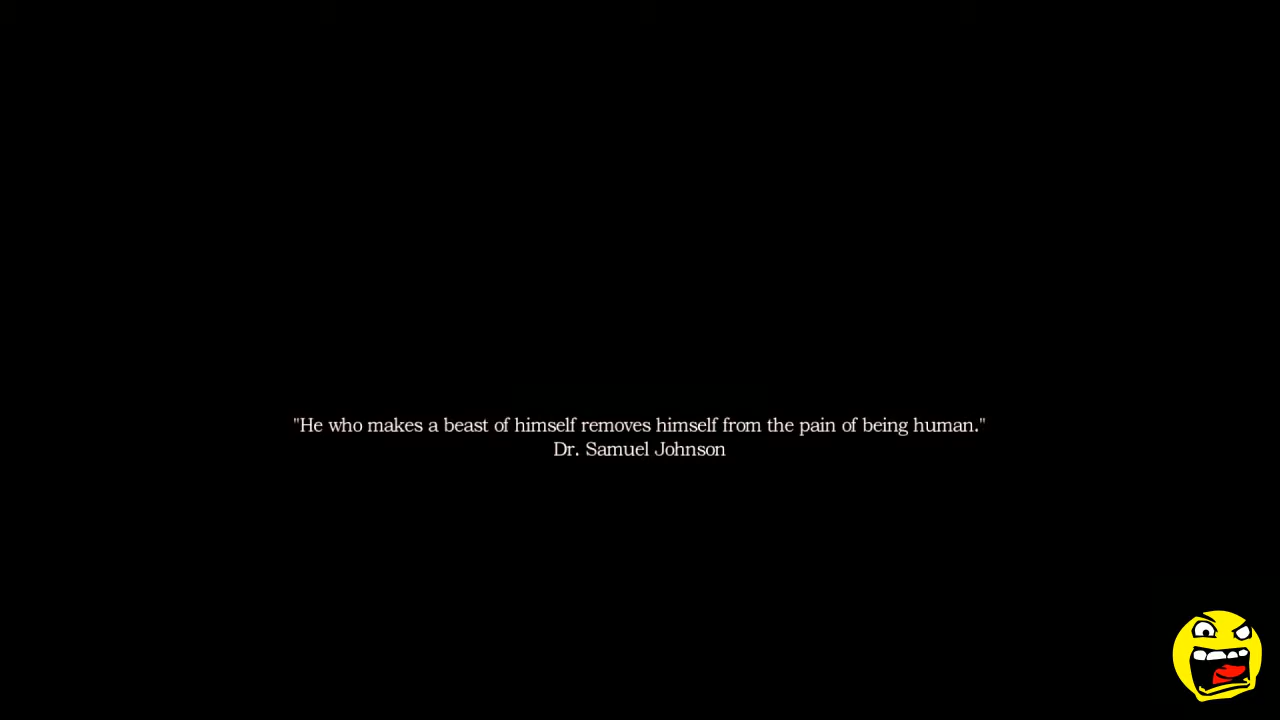 "He who makes a beast of himself removes himself from the pain of being human."
Dr. Samuel Johnson